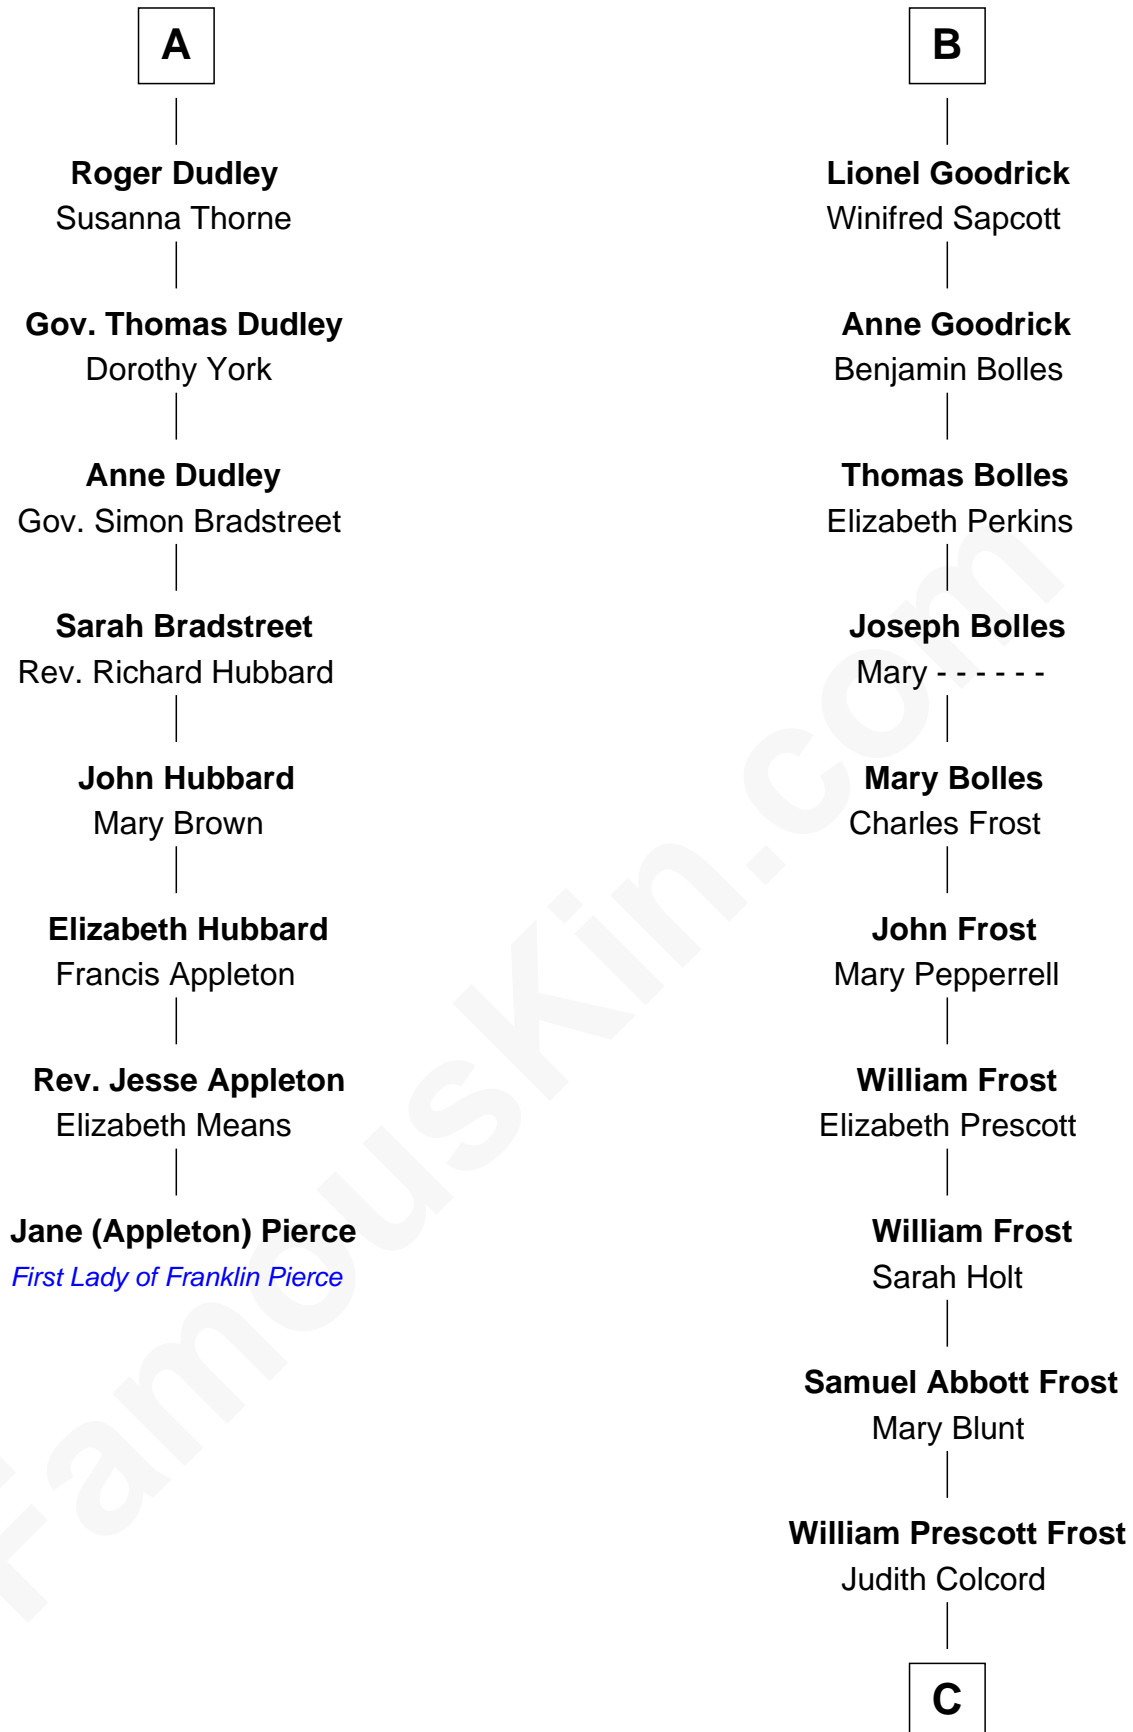 A
Roger Dudley
Susanna Thorne
Gov. Thomas Dudley
Dorothy York
Anne Dudley
Gov. Simon Bradstreet
Sarah Bradstreet
Rev. Richard Hubbard
John Hubbard
Mary Brown
Elizabeth Hubbard
Francis Appleton
Rev. Jesse Appleton
Elizabeth Means
Jane (Appleton) Pierce
First Lady of Franklin Pierce
B
Lionel Goodrick
Winifred Sapcott
Anne Goodrick
Benjamin Bolles
Thomas Bolles
Elizabeth Perkins
Joseph Bolles
Mary - - - - - -
Mary Bolles
Charles Frost
John Frost
Mary Pepperrell
William Frost
Elizabeth Prescott
William Frost
Sarah Holt
Samuel Abbott Frost
Mary Blunt
William Prescott Frost
Judith Colcord
C
FamousKin.com